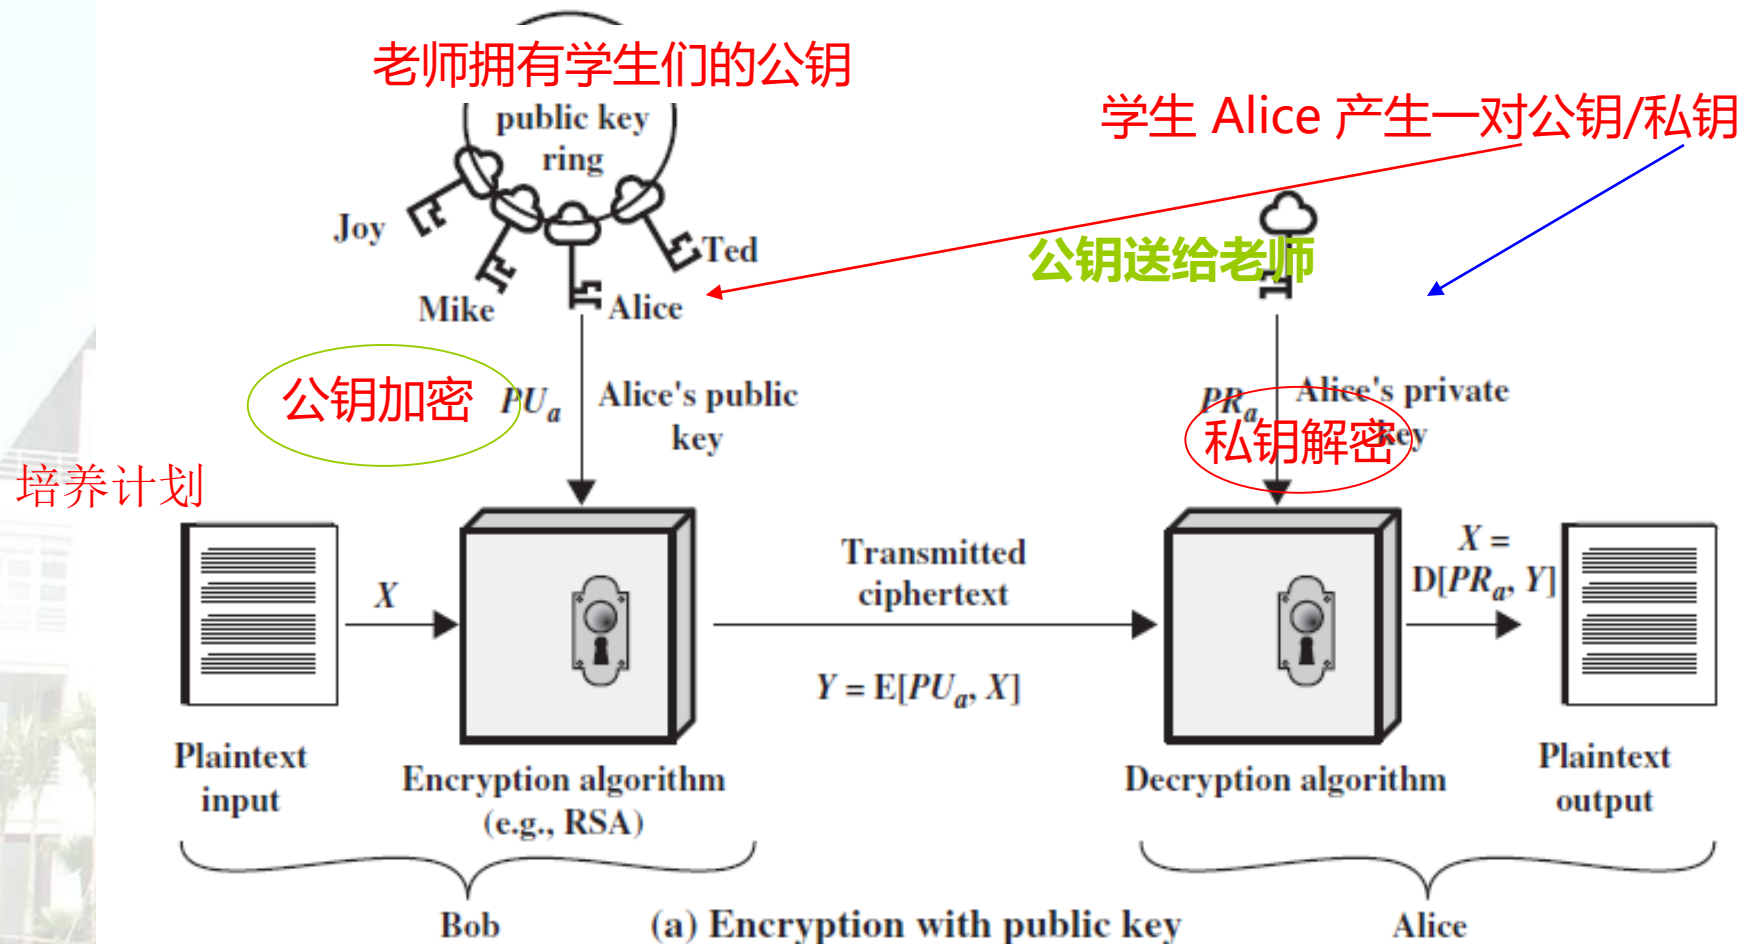 老师拥有学生们的公钥
public key
ring
学生 Alice 产生一对公钥/私钥
Joy
Ted
公钥送给老师
Mike
Alice
公钥加密
PUa
Alice's public
key
PRa
Alice's private
key
私钥解密
培养计划
X
Transmitted
ciphertext
X =
D[PRa, Y]
Y = E[PUa, X]
Plaintext
input
Encryption algorithm
(e.g., RSA)
Decryption algorithm
Plaintext
output
Bob
(a) Encryption with public key
Alice